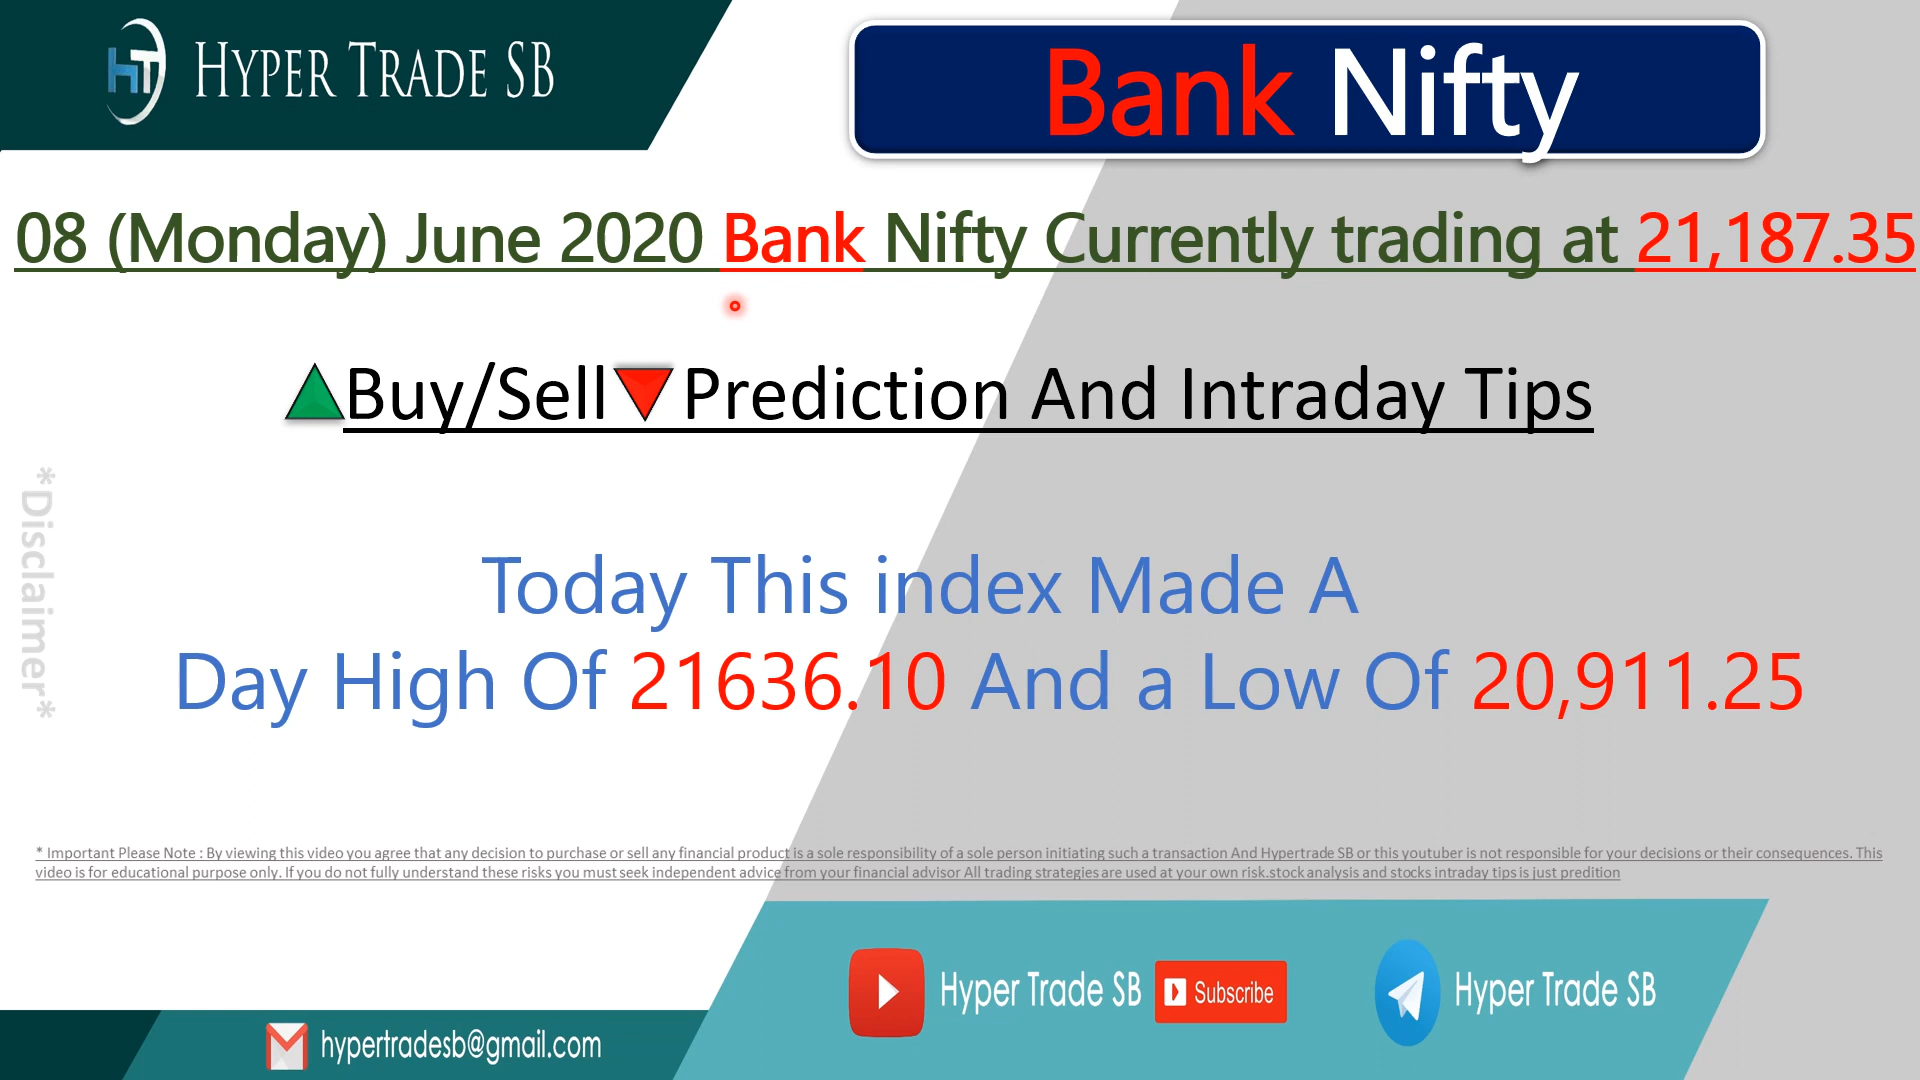 HT HYPER TRADE SB
Bank Nifty
08 (Monday) June 2020 Bank Nifty Currently trading at 21,187.35
Buy/Sell Prediction And Intraday Tips
*Disclaimer*
Today This index Made A
Day High Of 21636.10 And a Low Of 20,911.25
* Important Please Note : By viewing this video you agree that any decision to purchase or sell any financial product is a sole responsibility of a sole person initiating such a transaction And Hypertrade SB or this youtuber is not responsible for your decisions or their consequences. This
video is for educational purpose only. If you do not fully understand these risks you must seek independent advice from your financial advisor All trading strategies are used at your own risk.stock analysis and stocks intraday tips is just predition
Hyper Trade SB Subscribe Hyper Trade SB
hypertradesb@gmail.com